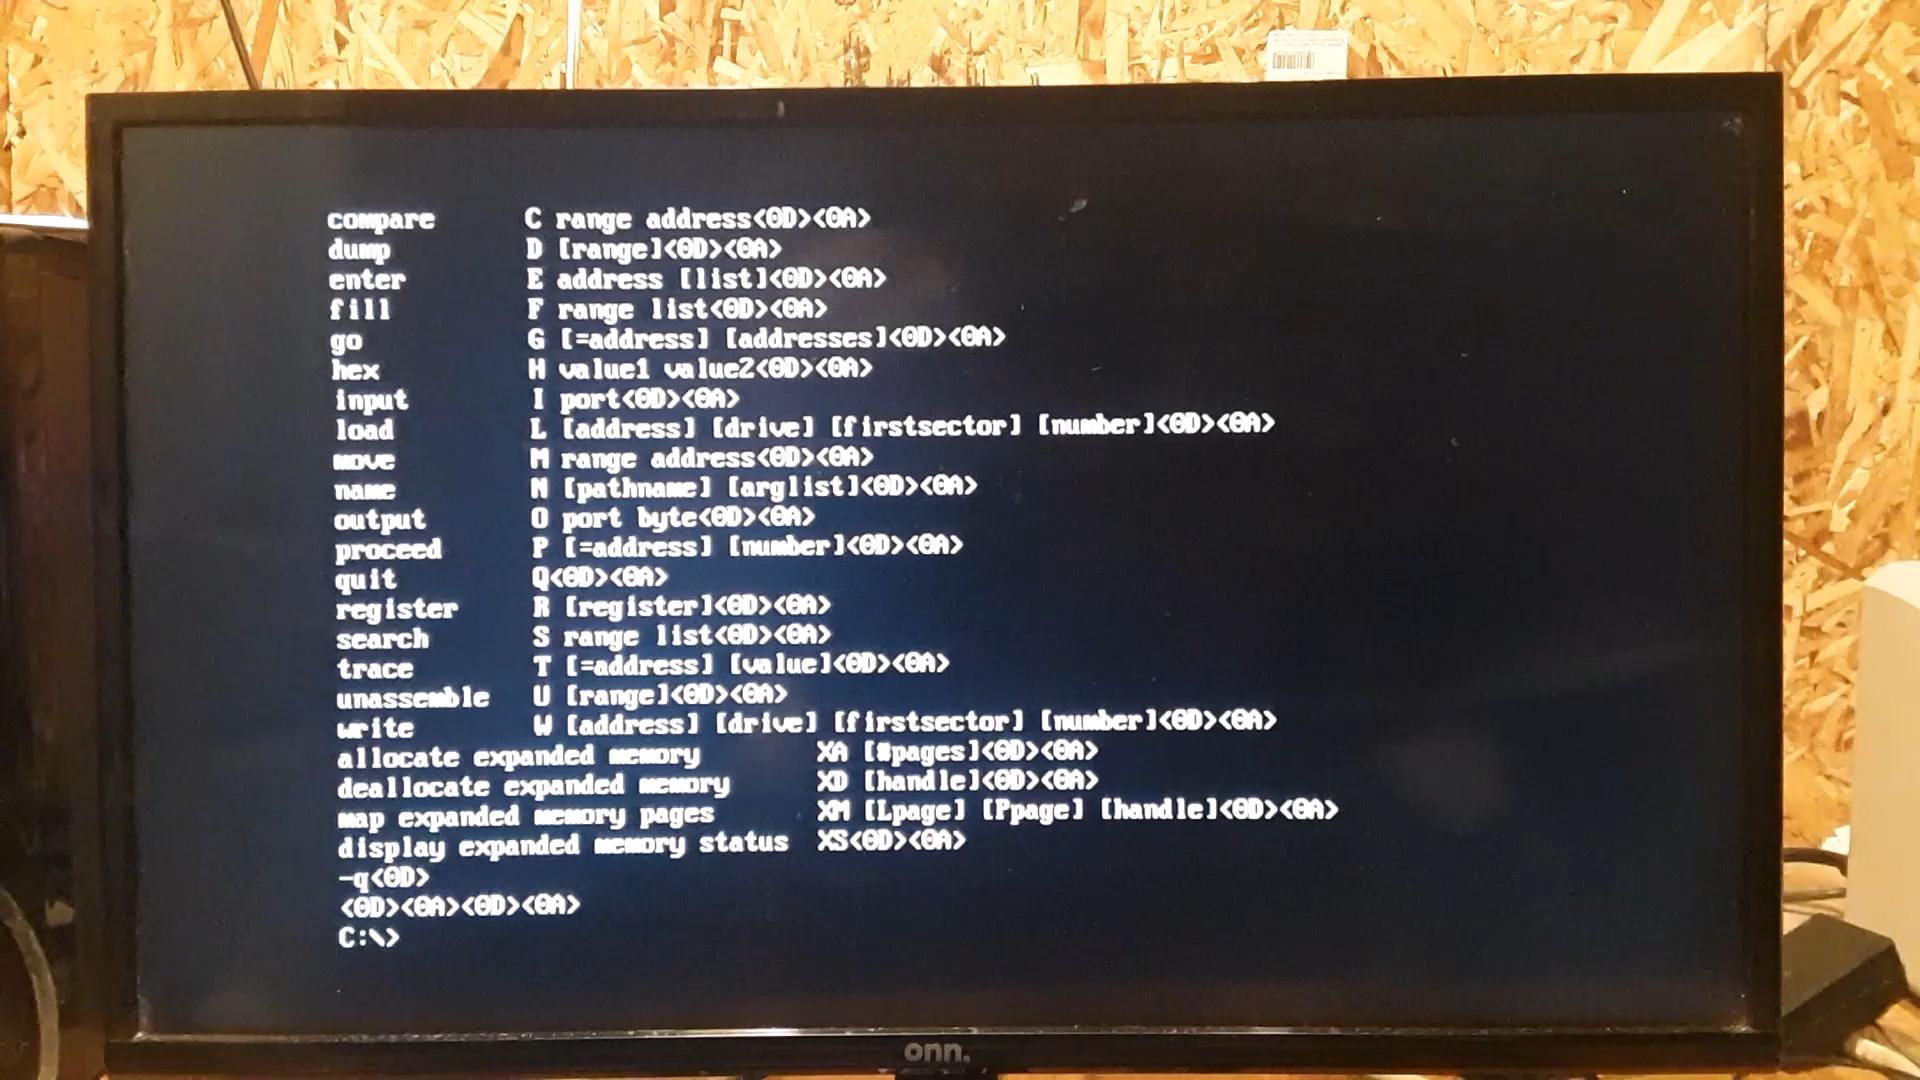 compare C range address<0D><0A>
dump D [range]<0D><0A>
enter E address [list]<0D><0A>
fill F range list<0D><0A>
go G [=address] [addresses]<0D><0A>
hex H value1 value2<0D><0A>
input I port<0D><0A>
load L [address] [drive] [firstsector] [number]<0D><0A>
move M range address<0D><0A>
name N [pathname] [arglist]<0D><0A>
output O port byte<0D><0A>
proceed P [=address] [number]<0D><0A>
quit Q<0D><0A>
register R [register]<0D><0A>
search S range list<0D><0A>
trace T [=address] [value]<0D><0A>
unassemble U [range]<0D><0A>
write W [address] [drive] [firstsector] [number]<0D><0A>
allocate expanded memory XA [#pages]<0D><0A>
deallocate expanded memory XD [handle]<0D><0A>
map expanded memory pages XM [Lpage] [Ppage] [handle]<0D><0A>
display expanded memory status XS<0D><0A>
-q<0D>
<0D><0A><0D><0A>
C:\>
onn.